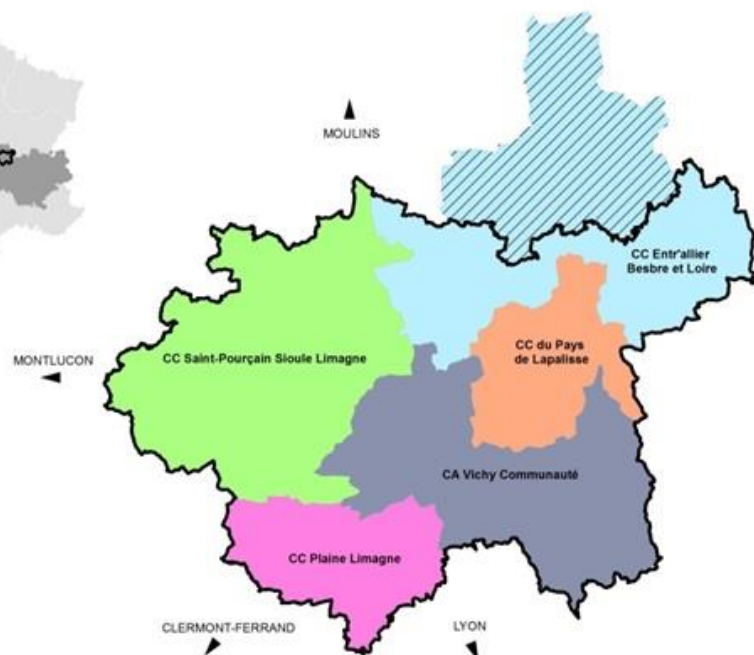 MOULINS
CC Entr'allier
Besbre et Loire
CC du Pays
de Lapalisse
CC Saint-Pourçain Sioule Limagne
MONTLUCON
CA Vichy Communauté
CC Plaine Limagne
CLERMONT-FERRAND
LYON